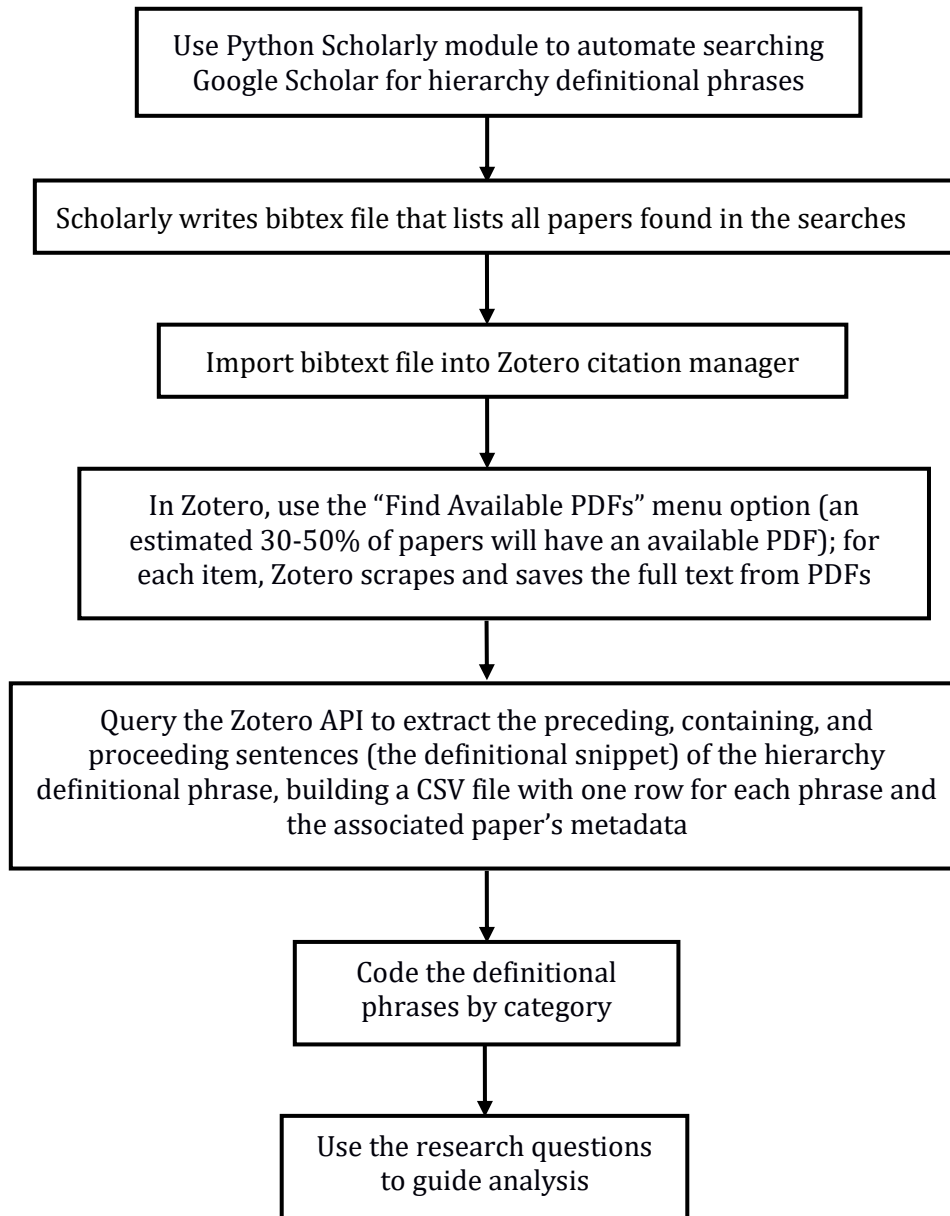 Use Python Scholarly module to automate searching
Google Scholar for hierarchy definitional phrases
Scholarly writes bibtex file that lists all papers found in the searches
Import bibtext file into Zotero citation manager
In Zotero, use the “Find Available PDFs” menu option (an
estimated 30-50% of papers will have an available PDF); for
each item, Zotero scrapes and saves the full text from PDFs
Query the Zotero API to extract the preceding, containing, and
proceeding sentences (the definitional snippet) of the hierarchy
definitional phrase, building a CSV file with one row for each phrase and
the associated paper’s metadada
Code the definitional
phrases by category
Use the research questions
to guide analysis